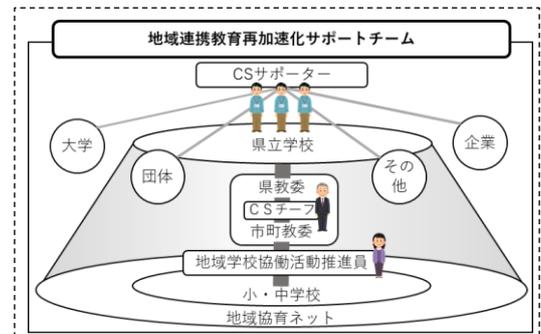 地域連携教育再加速化サポートチーム
CSサポーター
大学
企業
県立学校
団体
その
他
県教委
CSチーフ
市町教委
地域学校協働活動推進員
小・中学校
地域協育ネット